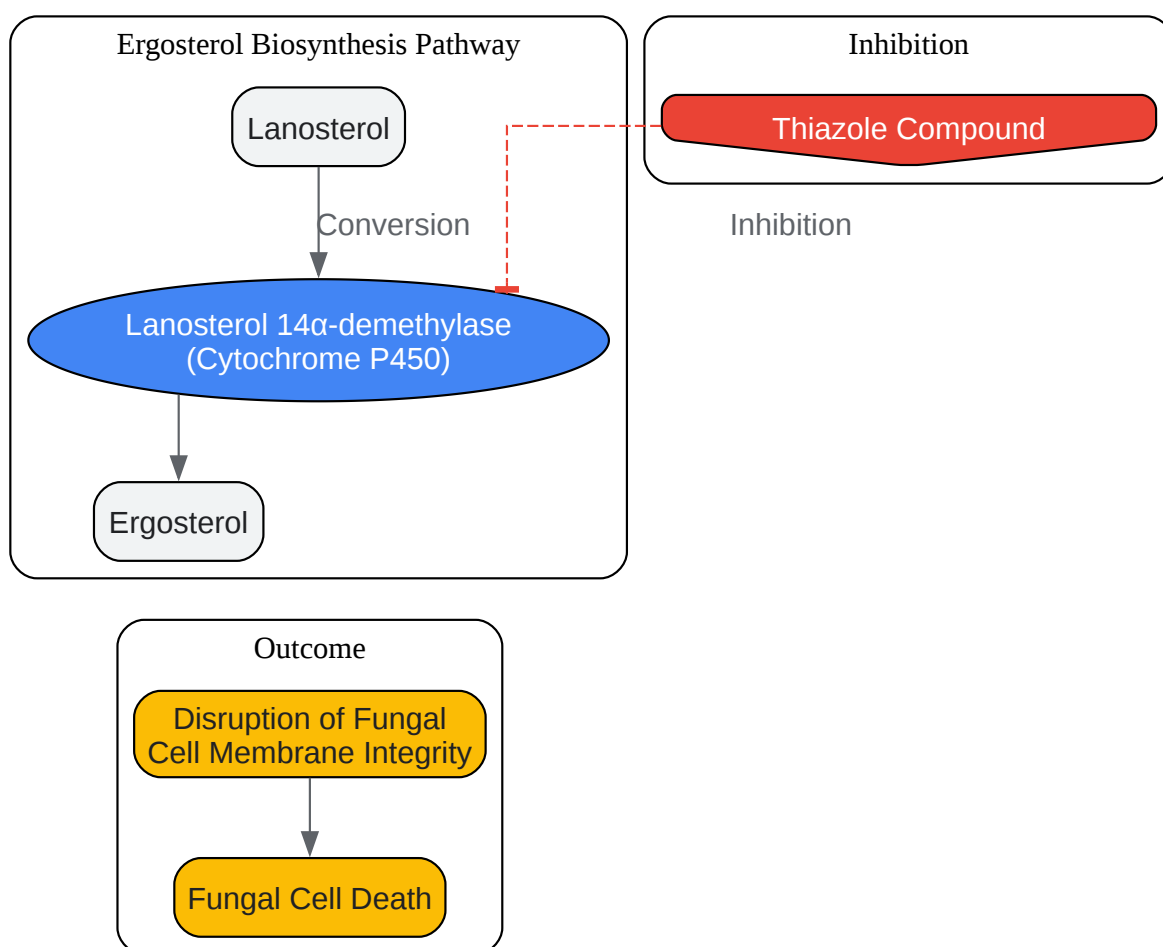 Ergosterol Biosynthesis Pathway
Lanosterol
Conversion
Lanosterol 14α-demethylase
(Cytochrome P450)
Ergosterol
Inhibition
Thiazole Compound
Inhibition
Outcome
Disruption of Fungal
Cell Membrane Integrity
Fungal Cell Death